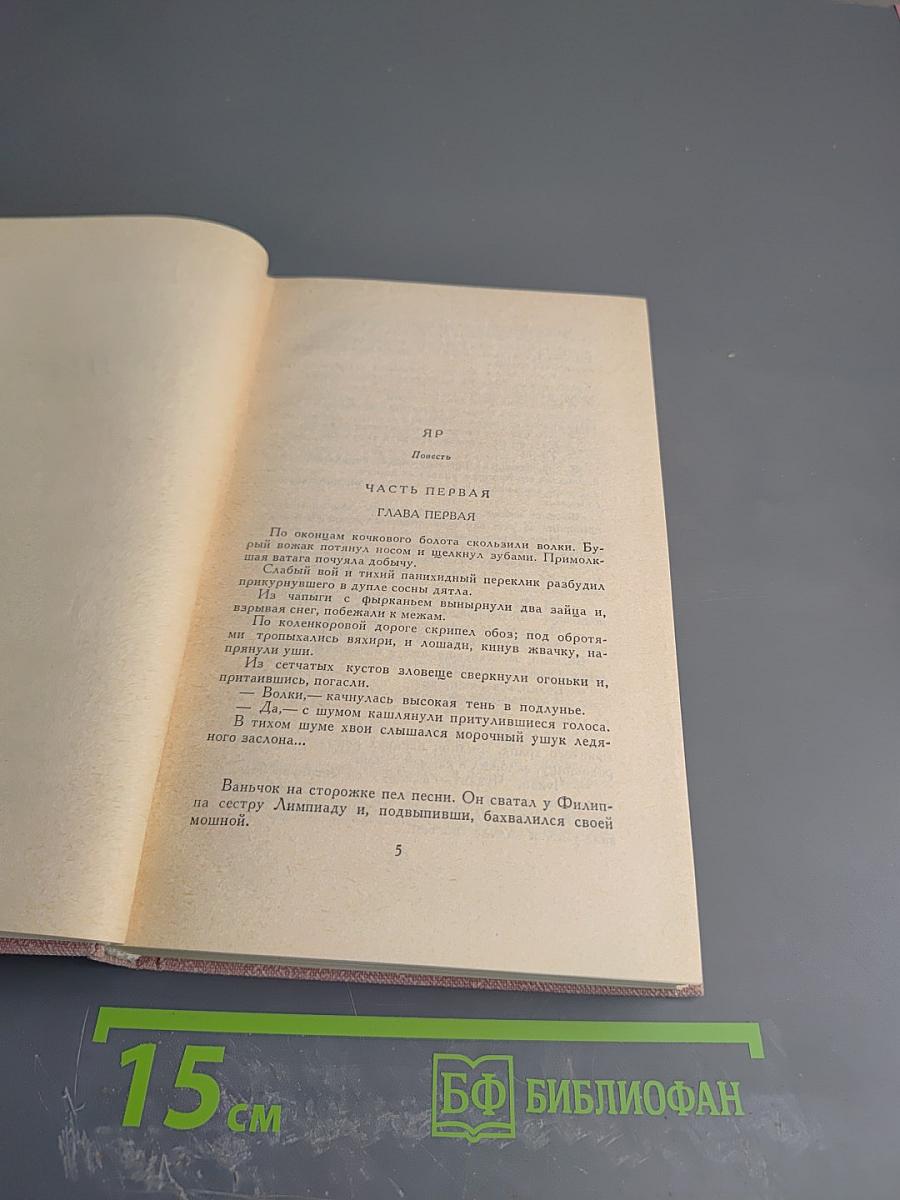 ЯР
Повесть
ЧАСТЬ ПЕРВАЯ
ГЛАВА ПЕРВАЯ
По оконцам кочкового болота скользили волки. Бу-
рый вожак потянул носом и щелкнул зубами. Примолк-
шая ватага почуяла добычу.
Слабый вой и тихий панихидный переклик разбудил
прикурнувшего в дупле сосны дятла.
Из чапыги с фырканьем вынырнули два зайца и,
взрывая снег, побежали к межам.
По коленкоровой дороге скрипел обоз; под обротя-
ми тропыхались вяхири, и лошади, кинув жвачку, на-
прянули уши.
Из сетчатых кустов зловеще сверкнули огоньки и,
притаившись, погасли.
— Волки,— качнулась высокая тень в подлунье.
— Да,— с шумом кашлянули притулившиеся голоса.
В тихом шуме хвои слышался морочный ушук ледя-
ного заслона...
Ваньчок на сторожке пел песни. Он сватал у Филип-
па сестру Лимпиаду и, подвыпивши, бахвалился своей
мошной.
5
15 см
БФ БИБЛИОФАН